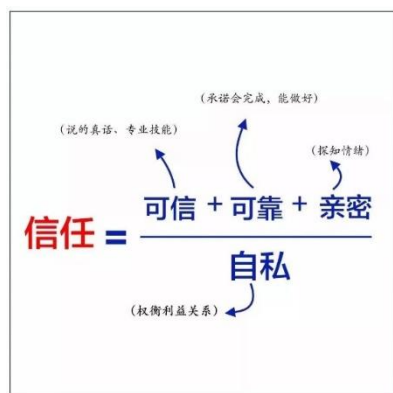 (承诺会完成，能做好)
(说的真话、专业技能)
(探知情绪)
信任 = 可信 + 可靠 + 亲密
自私
(权衡利益关系)